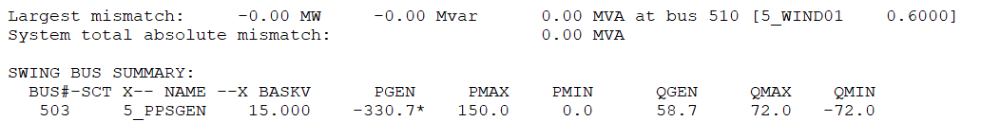 Largest mismatch: -0.00 MW -0.00 Mvar 0.00 MVA at bus 510 [5_WIND01 0.6000]
System total absolute mismatch: 0.00 MVA
SWING BUS SUMMARY:
BUS#-SCT X-- NAME --X BASKV PGEN PMAX PMIN QGEN QMAX QMIN
503 5_PPSGEN 15.000 -330.7* 150.0 0.0 58.7 72.0 -72.0